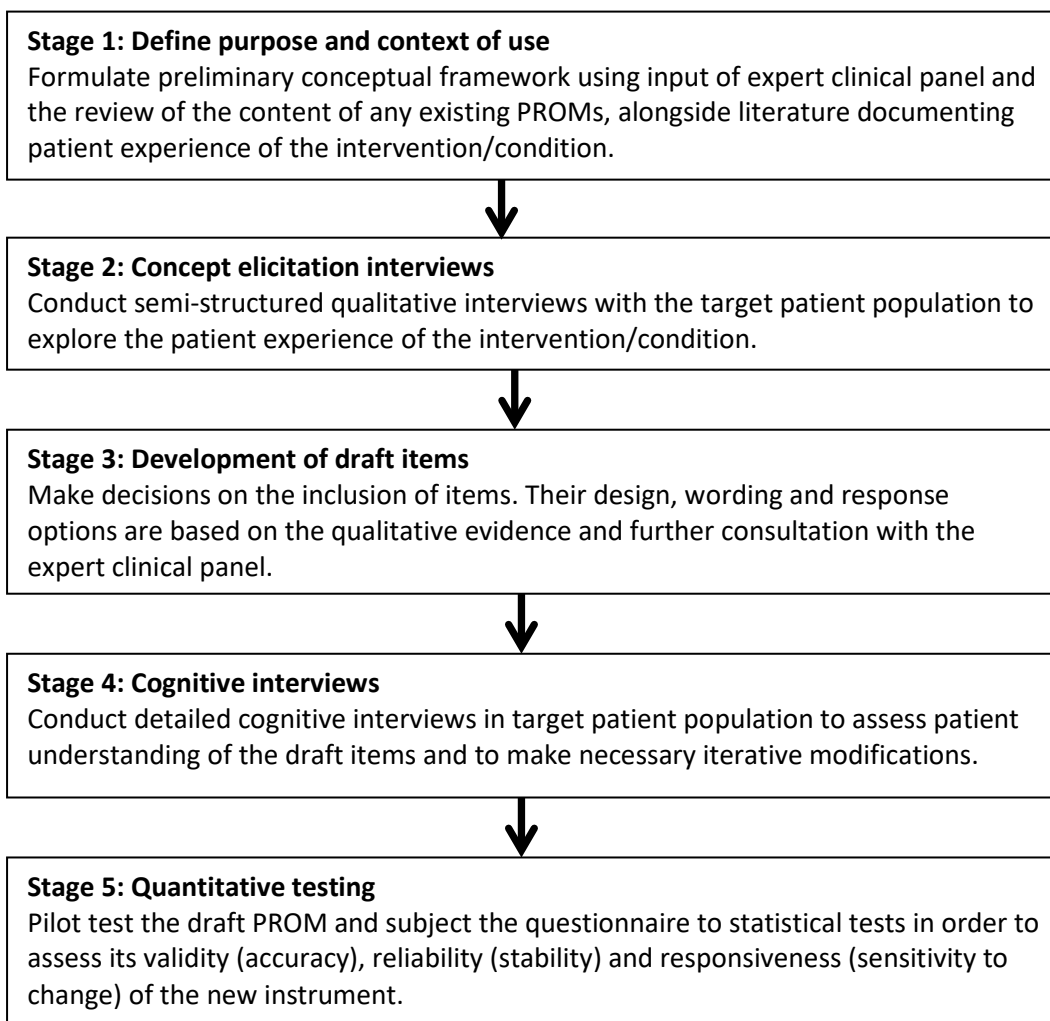 Stage 1: Define purpose and context of use
Formulate preliminary conceptual framework using input of expert clinical panel and
the review of the content of any existing PROMs, alongside literature documenting
patient experience of the intervention/condition.
Stage 2: Concept elicitation interviews
Conduct semi-structured qualitative interviews with the target patient population to
explore the patient experience of the intervention/condition.
Stage 3: Development of draft items
Make decisions on the inclusion of items. Their design, wording and response
options are based on the qualitative evidence and further consultation with the
expert clinical panel.
Stage 4: Cognitive interviews
Conduct detailed cognitive interviews in target patient population to assess patient
understanding of the draft items and to make necessary iterative modifications.
Stage 5: Quantitative testing
Pilot test the draft PROM and subject the questionnaire to statistical tests in order to
assess its validity (accuracy), reliability (stability) and responsiveness (sensitivity to
change) of the new instrument.